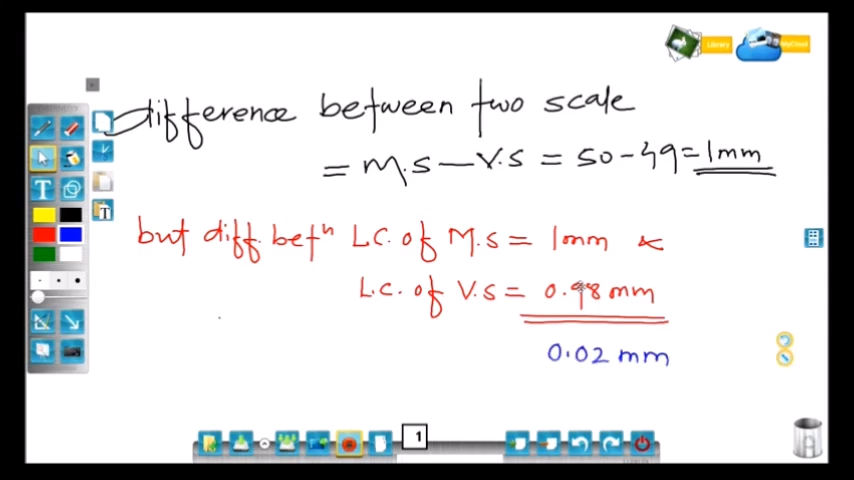 Library
MyCloud
difference between two scale
= M.S — V.S = 50 - 49 = 1mm
but diff. betn L.C. of M.S = 1mm &
L.C. of V.S = 0.98 mm
0.02 mm
T
T
1